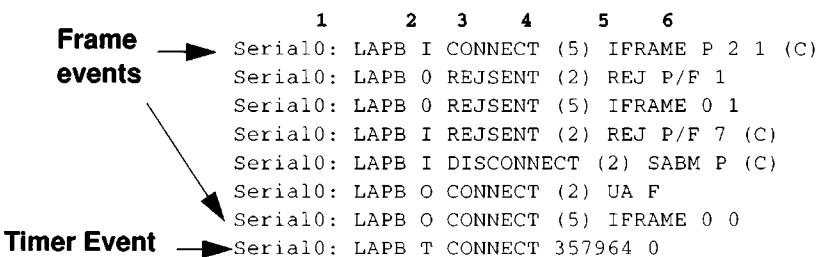 1 2 3 4 5 6
Frame events
Serial0: LAPB I CONNECT (5) IFRAME P 2 1 (C)
Serial0: LAPB O REJSENT (2) REJ P/F 1
Serial0: LAPB O REJSENT (5) IFRAME 0 1
Serial0: LAPB I REJSENT (2) REJ P/F 7 (C)
Serial0: LAPB I DISCONNECT (2) SABM P (C)
Serial0: LAPB O CONNECT (2) UA F
Serial0: LAPB O CONNECT (5) IFRAME 0 0
Timer Event
Serial0: LAPB T CONNECT 357964 0